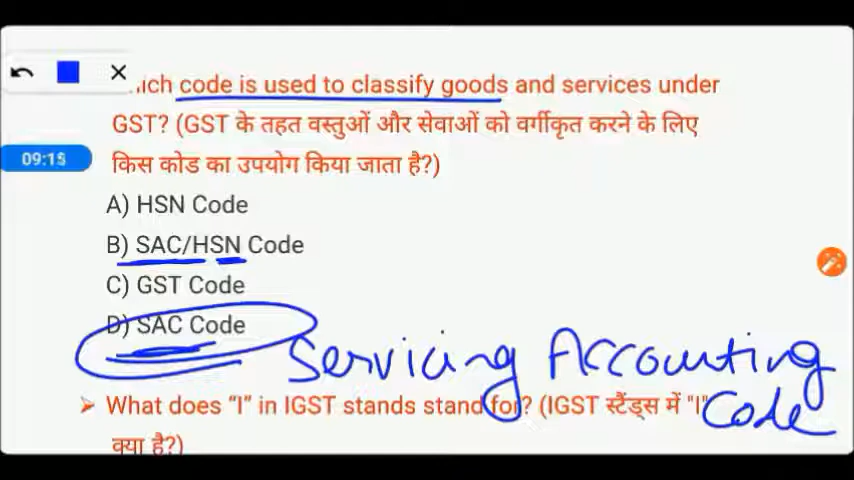 ich code is used to classify goods and services under
GST? (GST के तहत वस्तुओं और सेवाओं को वर्गीकृत करने के लिए
09:15
किस कोड का उपयोग किया जाता है?)
A) HSN Code
B) SAC/HSN Code
C) GST Code
D) SAC Code
Servicing Accounting
Code
➤ What does “I” in IGST stands stand for? (IGST स्टैंड्स में "I"
क्या है?)